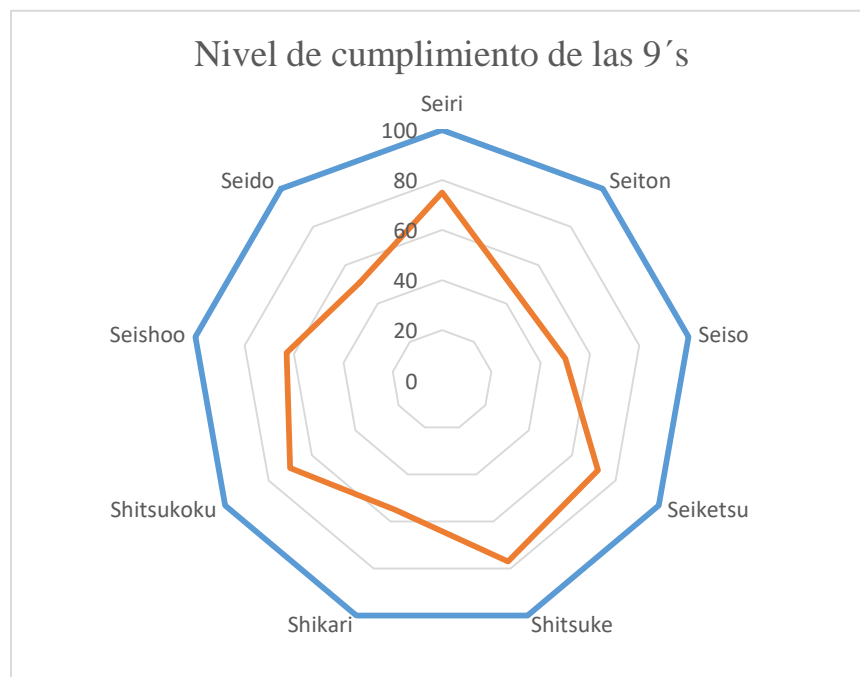 Nivel de cumplimiento de las 9´s
Seiri
100
Seido
Seiton
80
60
40
Seishoo
Seiso
20
0
Shitsukoku
Seiketsu
Shikari
Shitsuke